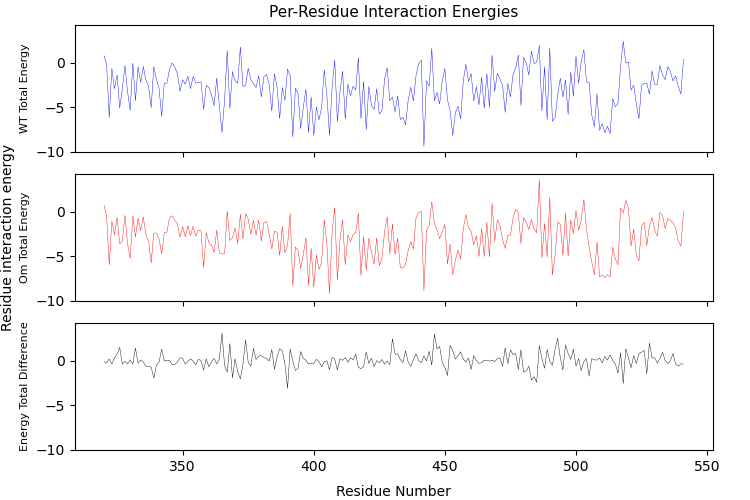 Per-Residue Interaction Energies
Residue interaction energy
WT Total Energy
0
−5
−10
Om Total Energy
0
−5
−10
Energy Total Difference
0
−5
−10
350 400 450 500 550
Residue Number